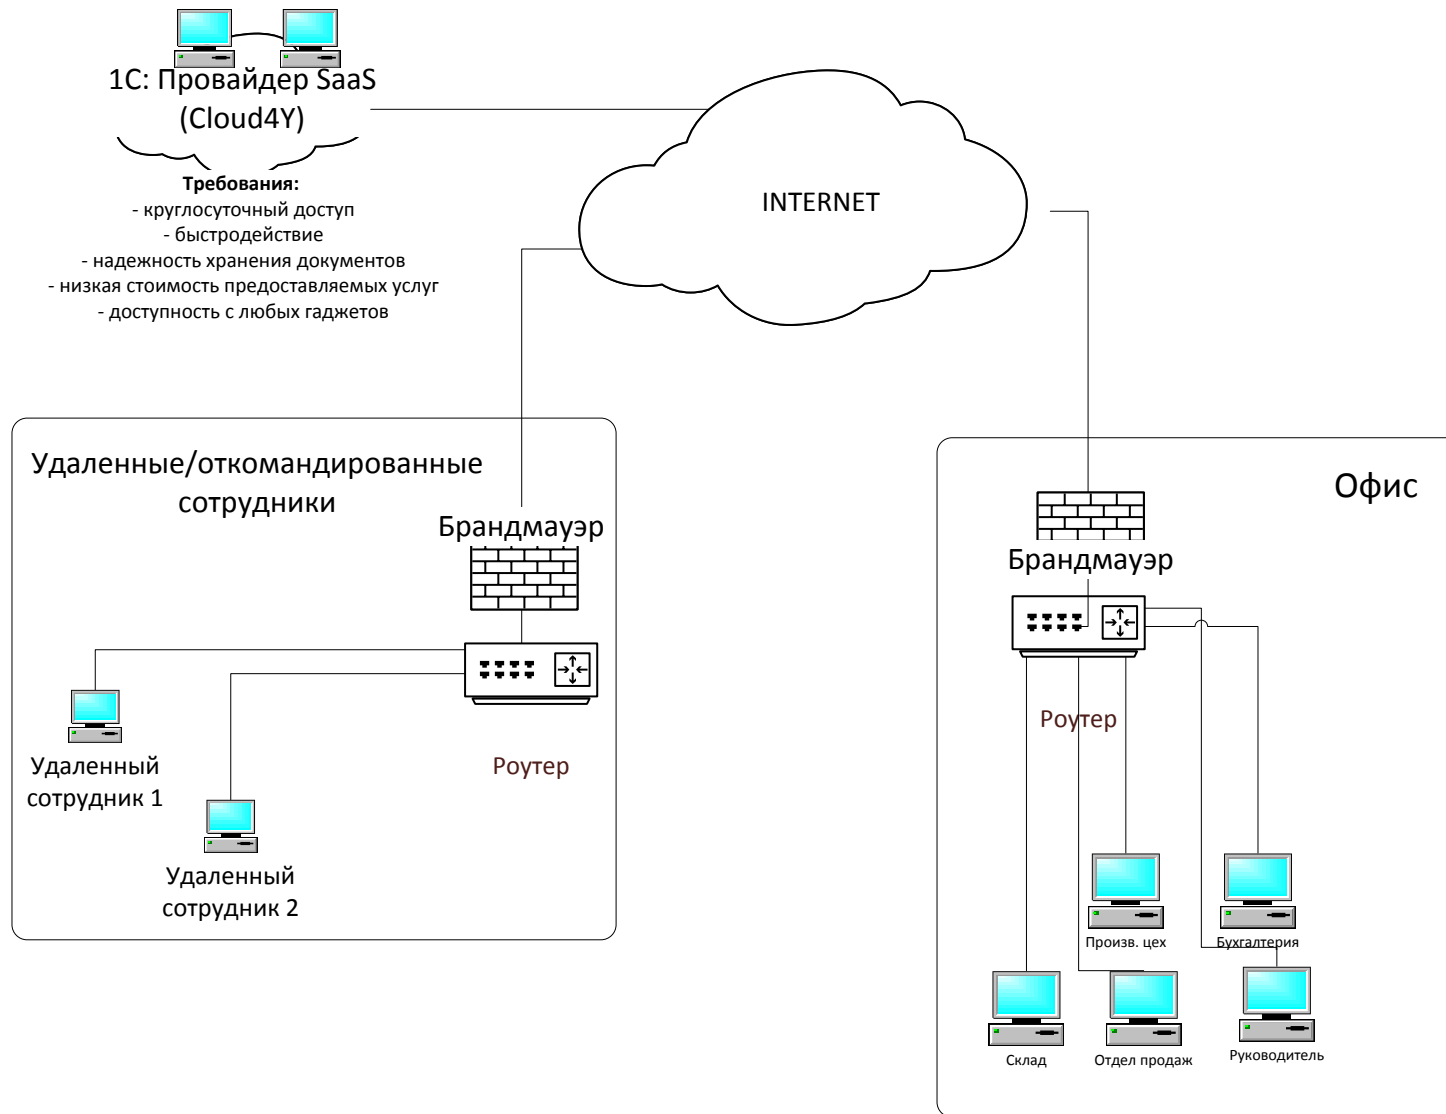 1С: Провайдер SaaS
(Cloud4Y)
Требования:
- круглосуточный доступ
- быстродействие
- надежность хранения документов
- низкая стоимость предоставляемых услуг
- доступность с любых гаджетов
INTERNET
Удаленные/откомандированные
сотрудники
Брандмауэр
Роутер
Удаленный
сотрудник 1
Удаленный
сотрудник 2
Офис
Брандмауэр
Роутер
Произв. цех
Бухгалтерия
Склад
Отдел продаж
Руководитель